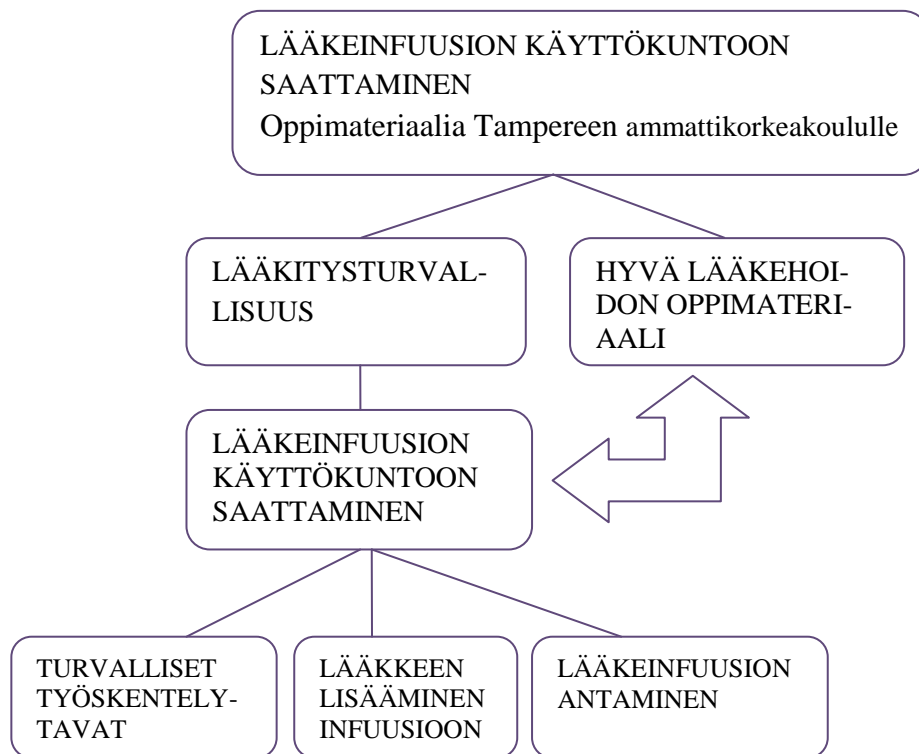 LÄÄKEINFUUSION KÄYTTÖKUNTOON
SAATTAMINEN
Oppimateriaalia Tampereen ammattikorkeakoululle
LÄÄKITYSTURVAL-
LISUUS
HYVÄ LÄÄKEHOI-
DON OPPIMATERI-
AALI
LÄÄKEINFUUSION
KÄYTTÖKUNTOON
SAATTAMINEN
TURVALLISET
TYÖSKENTELY-
TAVAT
LÄÄKKEEN
LISÄÄMINEN
INFUUSIOON
LÄÄKEINFUUSION
ANTAMINEN